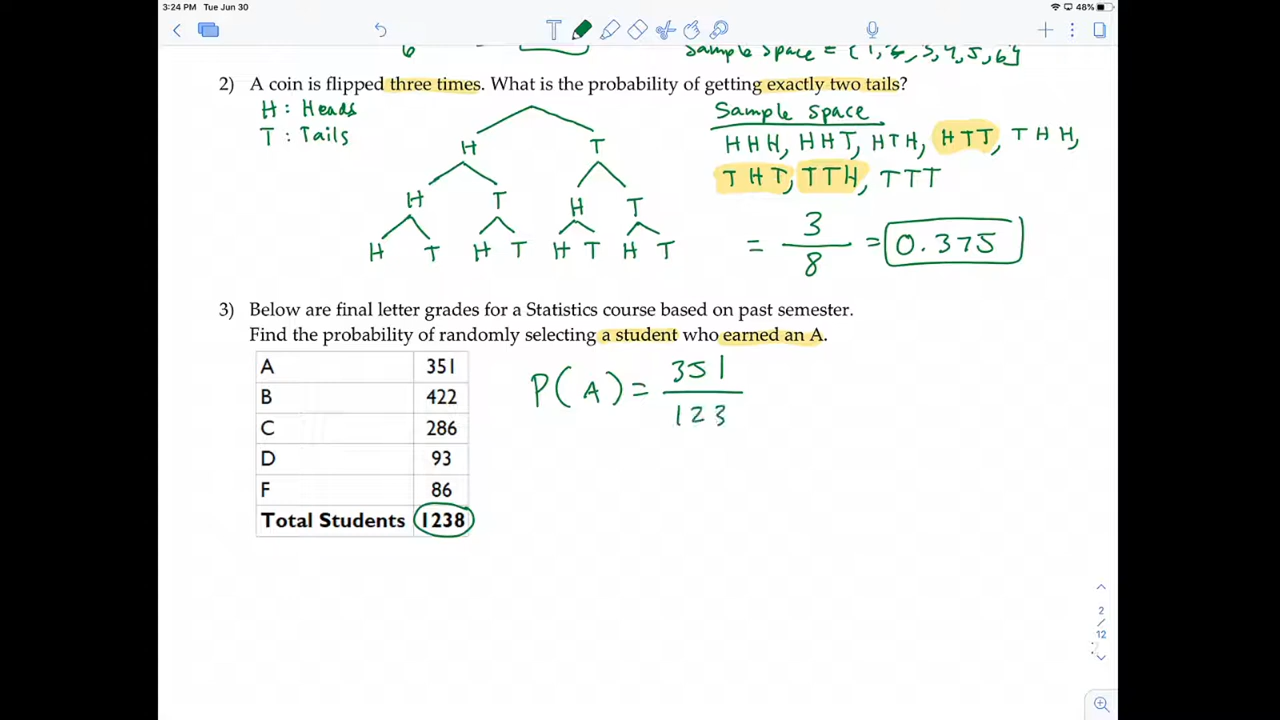 3:24 PM Tue Jun 30
48%
6
Sample Space = {1, 2, 3, 4, 5, 6}
2) A coin is flipped three times. What is the probability of getting exactly two tails?
H : Heads
T : Tails
H T
H T H T
H T H T H T H T
Sample Space
HHH, HHT, HTH, HTT, THH,
THT, TTH, TTT
= 3/8 = 0.375
3) Below are final letter grades for a Statistics course based on past semester.
Find the probability of randomly selecting a student who earned an A.
A 351
B 422
C 286
D 93
F 86
Total Students 1238
P(A) = 351/123
2
/
12